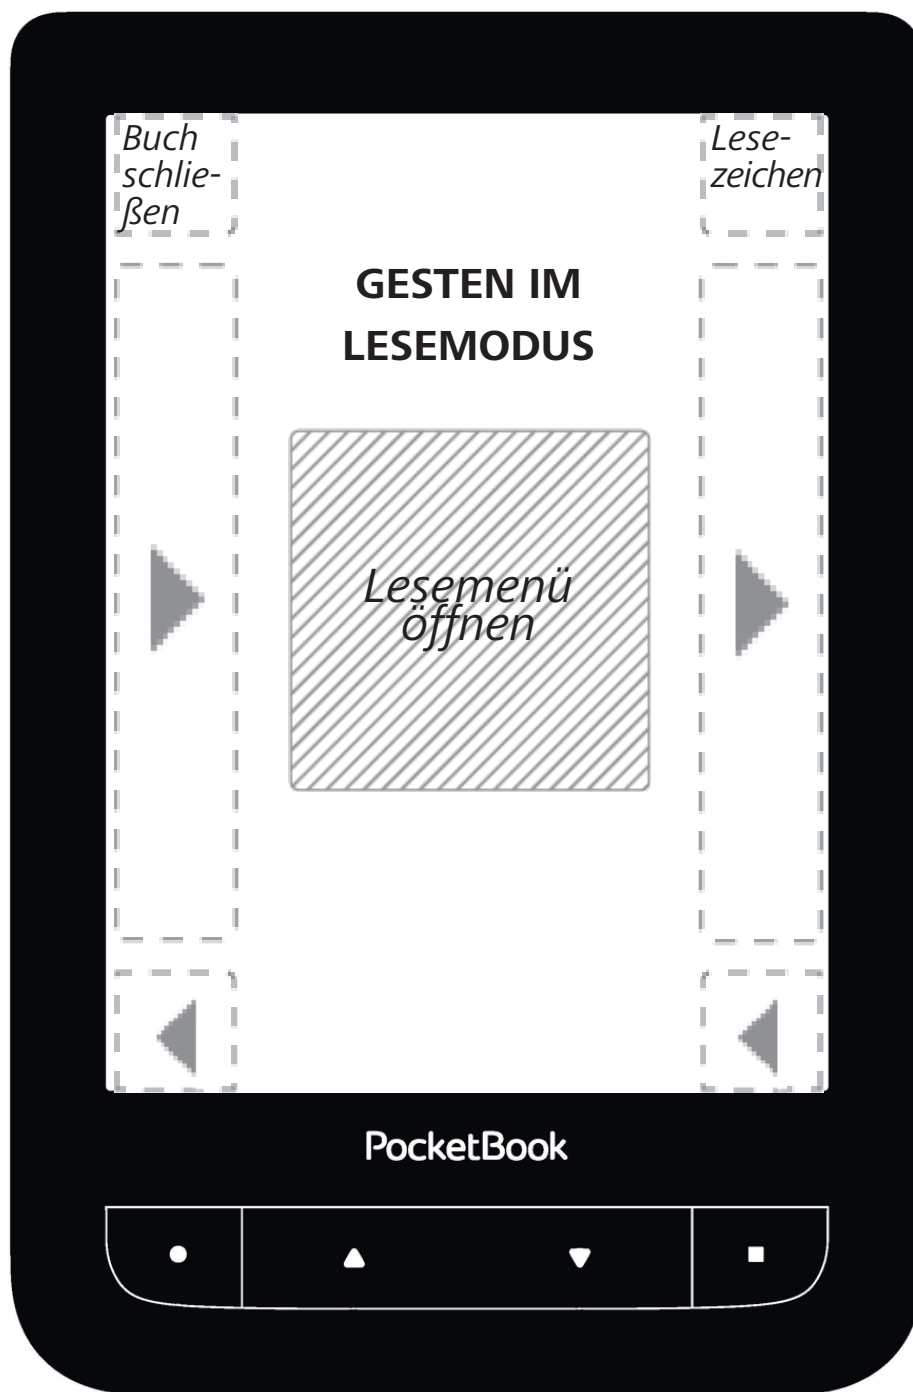 Buch
schlie-
ßen
Lese-
zeichen
GESTEN IM
LESEMODUS
Lesemenü
öffnen
PocketBook